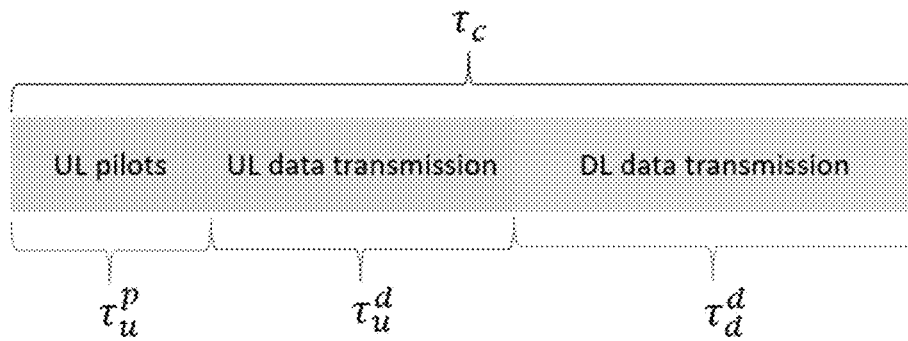 τ_c
UL pilots UL data transmission DL data transmission
τ_u^p τ_u^d τ_d^d